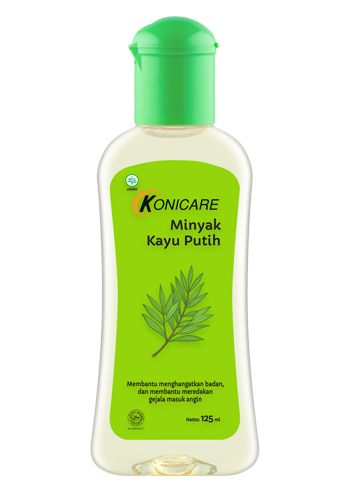 JAMU
KONICARE
Minyak
Kayu Putih
Membantu menghangatkan badan,
dan membantu meredakan
gejala masuk angin
Netto: 125 ml